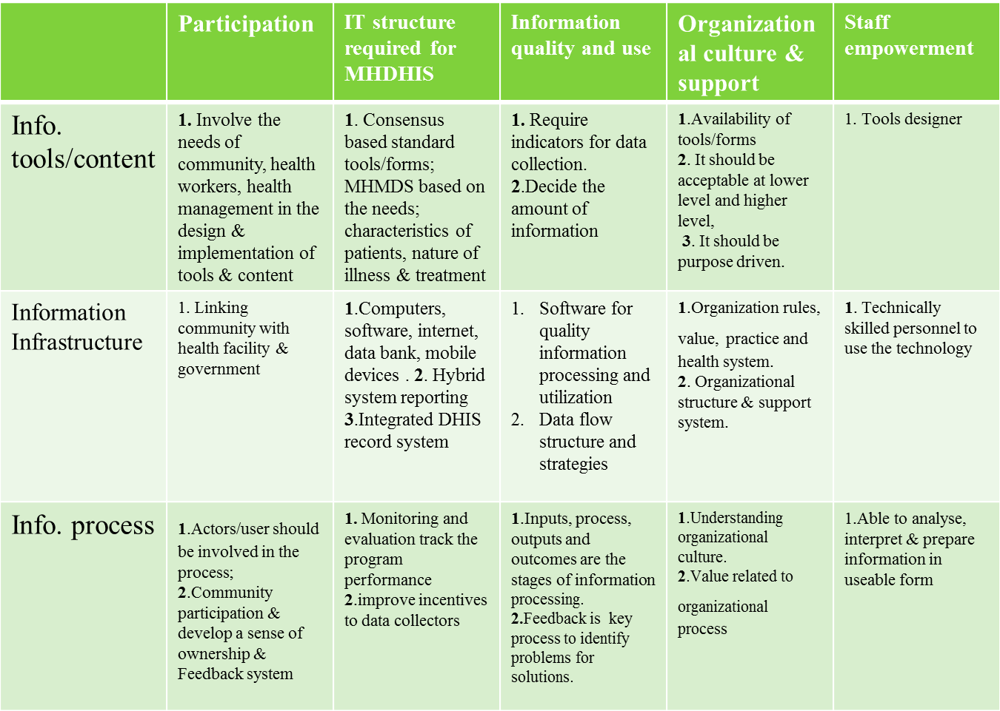 Participation
IT structure
required for
MHDHIS
Information
quality and use
Organization
al culture &
support
Staff
empowerment
Info.
tools/content
1. Involve the
needs of
community, health
workers, health
management in the
design &
implementation of
tools & content
1. Consensus
based standard
tools/forms;
MHMDS based on
the needs;
characteristics of
patients, nature of
illness & treatment
1. Require
indicators for data
collection.
2.Decide the
amount of
information
1.Availability of
tools/forms
2. It should be
acceptable at lower
level and higher
level,
3. It should be
purpose driven.
1. Tools designer
Information
Infrastructure
1. Linking
community with
health facility &
government
1.Computers,
software, internet,
data bank, mobile
devices . 2. Hybrid
system reporting
3.Integrated DHIS
record system
1. Software for
quality
information
processing and
utilization
2. Data flow
structure and
strategies
1.Organization rules,
value, practice and
health system.
2. Organizational
structure & support
system.
1. Technically
skilled personnel to
use the technology
Info. process
1.Actors/user should
be involved in the
process;
2.Community
participation &
develop a sense of
ownership &
Feedback system
1. Monitoring and
evaluation track the
program
performance
2.improve incentives
to data collectors
1.Inputs, process,
outputs and
outcomes are the
stages of information
processing.
2.Feedback is key
process to identify
problems for
solutions.
1.Understanding
organizational
culture.
2.Value related to
organizational
process
1.Able to analyse,
interpret & prepare
information in
useable form